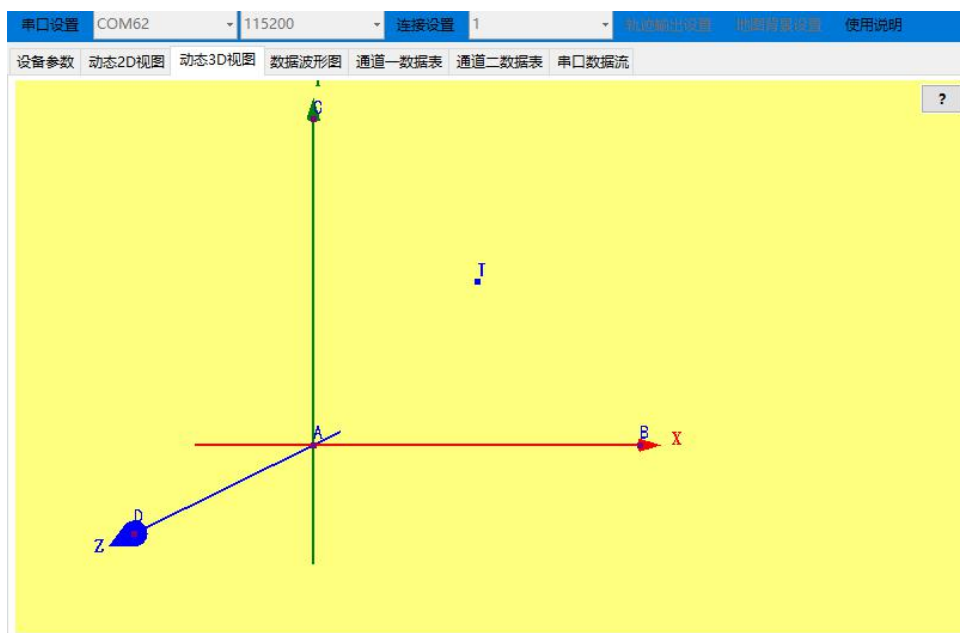 串口设置 COM62 115200 连接设置 1 轨迹输出设置 地图背景设置 使用说明
设备参数 动态2D视图 动态3D视图 数据波形图 通道一数据表 通道二数据表 串口数据流
?
C
T
A
B X
D
Z